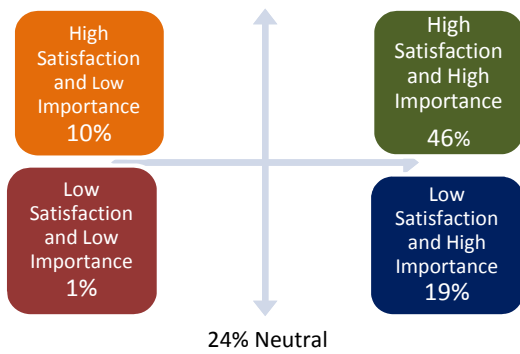 High
Satisfaction
and Low
Importance
10%
High
Satisfaction
and High
Importance
46%
Low
Satisfaction
and Low
Importance
1%
Low
Satisfaction
and High
Importance
19%
24% Neutral